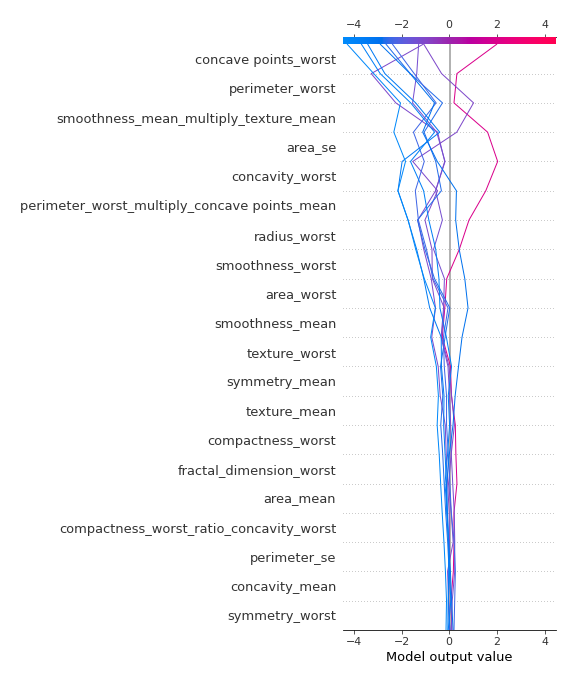 −4 −2 0 2 4
concave points_worst
perimeter_worst
smoothness_mean_multiply_texture_mean
area_se
concavity_worst
perimeter_worst_multiply_concave points_mean
radius_worst
smoothness_worst
area_worst
smoothness_mean
texture_worst
symmetry_mean
texture_mean
compactness_worst
fractal_dimension_worst
area_mean
compactness_worst_ratio_concavity_worst
perimeter_se
concavity_mean
symmetry_worst
−4 −2 0 2 4
Model output value